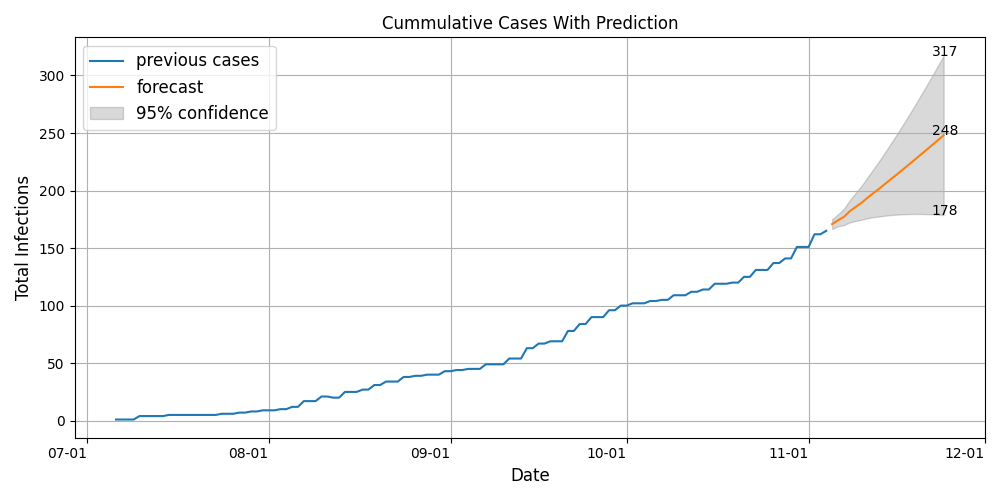 Cummulative Cases With Prediction
previous cases
forecast
95% confidence
317
248
178
300
250
200
150
100
50
0
Total Infections
07-01
08-01
09-01
10-01
11-01
12-01
Date